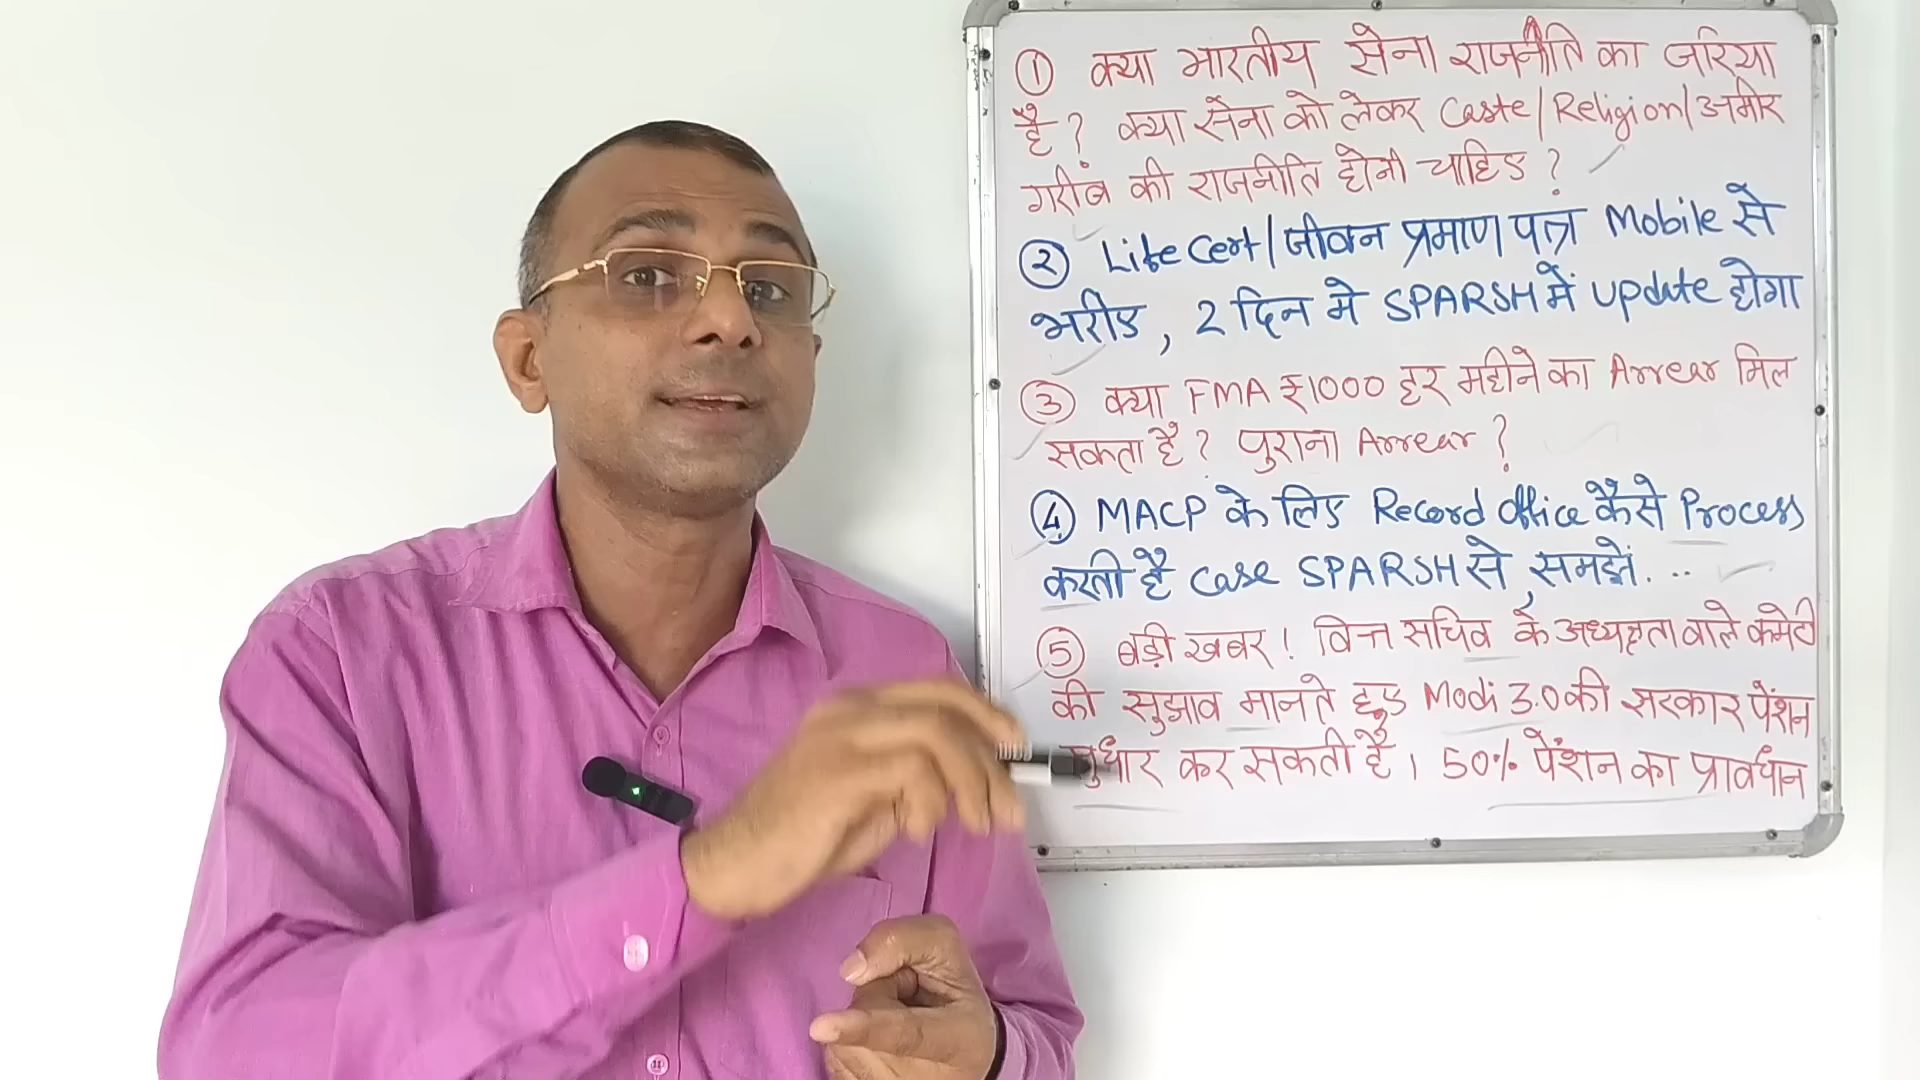 ① क्या भारतीय सेना राजनीति का जरिया
है? क्या सेना को लेकर Caste/Religion/अमीर
गरीब की राजनीति होनी चाहिए?
② Life Cert/जीवन प्रमाण पत्र Mobile से
भरीए, 2 दिन मे SPARSH में Update होगा
③ क्या FMA ₹1000 हर महीने का Arrear मिल
सकता है? पुराना Arrear?
④ MACP के लिए Record office कैसे Process
करती है case SPARSH से, समझें...
⑤ बड़ी खबर! वित्त सचिव के अध्यक्षता वाले कमेटी
की सुझाव मानते हुए Modi 3.0 की सरकार पेंशन
सुधार कर सकती है, 50% पेंशन का प्रावधान